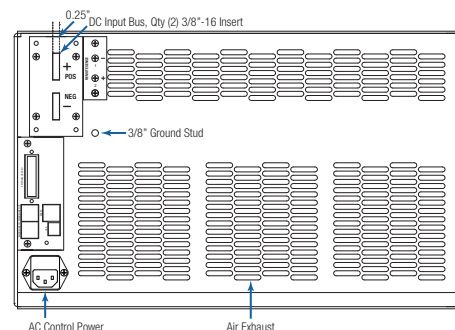 0.25"
DC Input Bus, Qty (2) 3/8"-16 Insert
+
POS
NEG
−
−
+
3/8" Ground Stud
AC Control Power
Air Exhaust